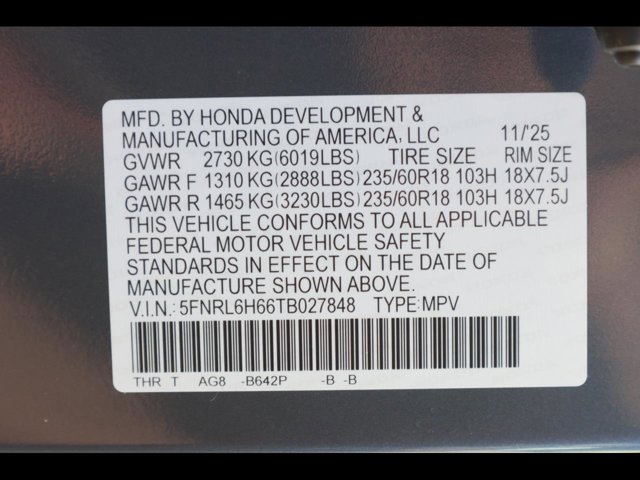 MFD. BY HONDA DEVELOPMENT &
MANUFACTURING OF AMERICA, LLC 11/'25
GVWR 2730 KG(6019LBS) TIRE SIZE RIM SIZE
GAWR F 1310 KG(2888LBS) 235/60R18 103H 18X7.5J
GAWR R 1465 KG(3230LBS) 235/60R18 103H 18X7.5J
THIS VEHICLE CONFORMS TO ALL APPLICABLE
FEDERAL MOTOR VEHICLE SAFETY
STANDARDS IN EFFECT ON THE DATE OF
MANUFACTURE SHOWN ABOVE.
V.I.N.: 5FNRL6H66TB027848 TYPE:MPV
THR T AG8 -B642P -B -B